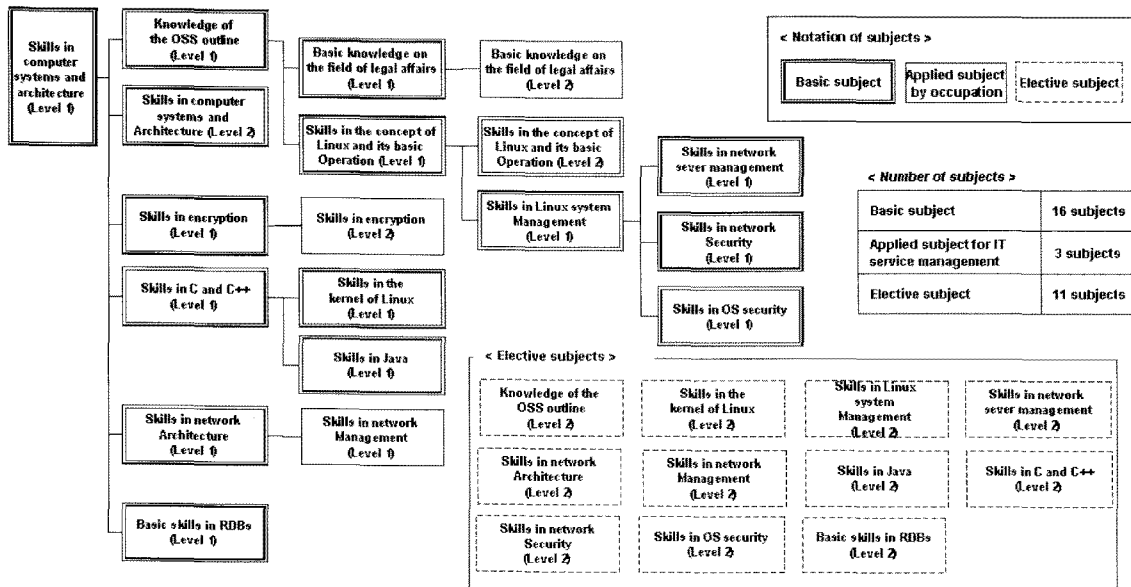 Skills in
computer
systems and
architecture
(Level 1)
Knowledge of
the OSS outline
(Level 1)
Skills in computer
systems and
Architecture (Level 2)
Skills in encryption
(Level 1)
Skills in C and C++
(Level 1)
Skills in network
Architecture
(Level 1)
Basic skills in RDBs
(Level 1)
Basic knowledge on
the field of legal affairs
(Level 1)
Skills in the concept of
Linux and its basic
Operation (Level 1)
Skills in encryption
(Level 2)
Skills in the
kernel of Linux
(Level 1)
Skills in Java
(Level 1)
Skills in network
Management
(Level 1)
Basic knowledge on
the field of legal affairs
(Level 2)
Skills in the concept of
Linux and its basic
Operation (Level 2)
Skills in Linux system
Management
(Level 1)
Skills in network
sever management
(Level 1)
Skills in network
Security
(Level 1)
Skills in OS security
(Level 1)
< Notation of subjects >
Basic subject
Applied subject
by occupation
Elective subject
< Number of subjects >
Basic subject 16 subjects
Applied subject for IT
service management 3 subjects
Elective subject 11 subjects
< Elective subjects >
Knowledge of the
OSS outline
(Level 2)
Skills in the
kernel of Linux
(Level 2)
Skills in Linux
system
Management
(Level 2)
Skills in network
sever management
(Level 2)
Skills in network
Architecture
(Level 2)
Skills in network
Management
(Level 2)
Skills in Java
(Level 2)
Skills in C and C++
(Level 2)
Skills in network
Security
(Level 2)
Skills in OS security
(Level 2)
Basic skills in RDBs
(Level 2)